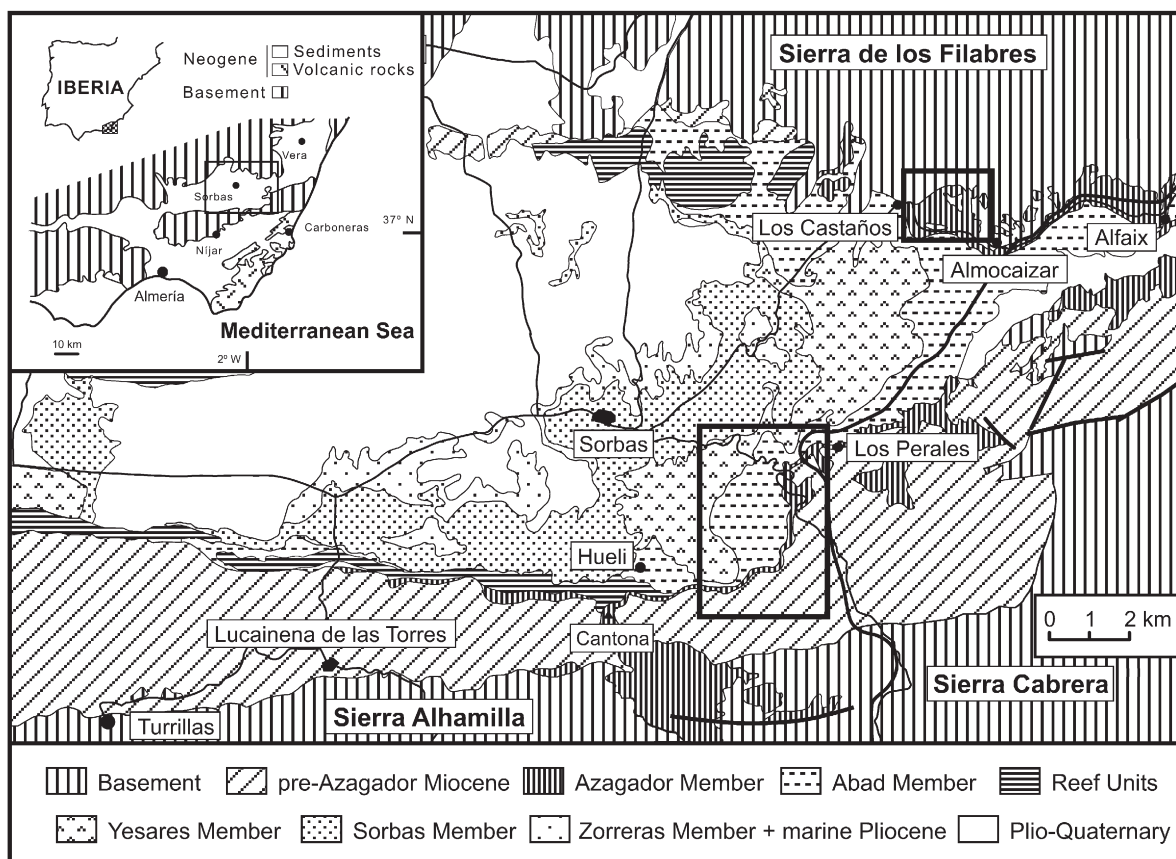 Neogene
Sediments
Volcanic rocks
Basement
IBERIA
Vera
Sorbas
37º N
Carboneras
Níjar
Almería
Mediterranean Sea
10 km
2º W
Sierra de los Filabres
Los Castaños
Alfaix
Almocaizar
Sorbas
Los Perales
Hueli
0 1 2 km
Lucainena de las Torres
Cantona
Sierra Cabrera
Sierra Alhamilla
Turrillas
Basement
pre-Azagador Miocene
Azagador Member
Abad Member
Reef Units
Yesares Member
Sorbas Member
Zorreras Member + marine Pliocene
Plio-Quaternary